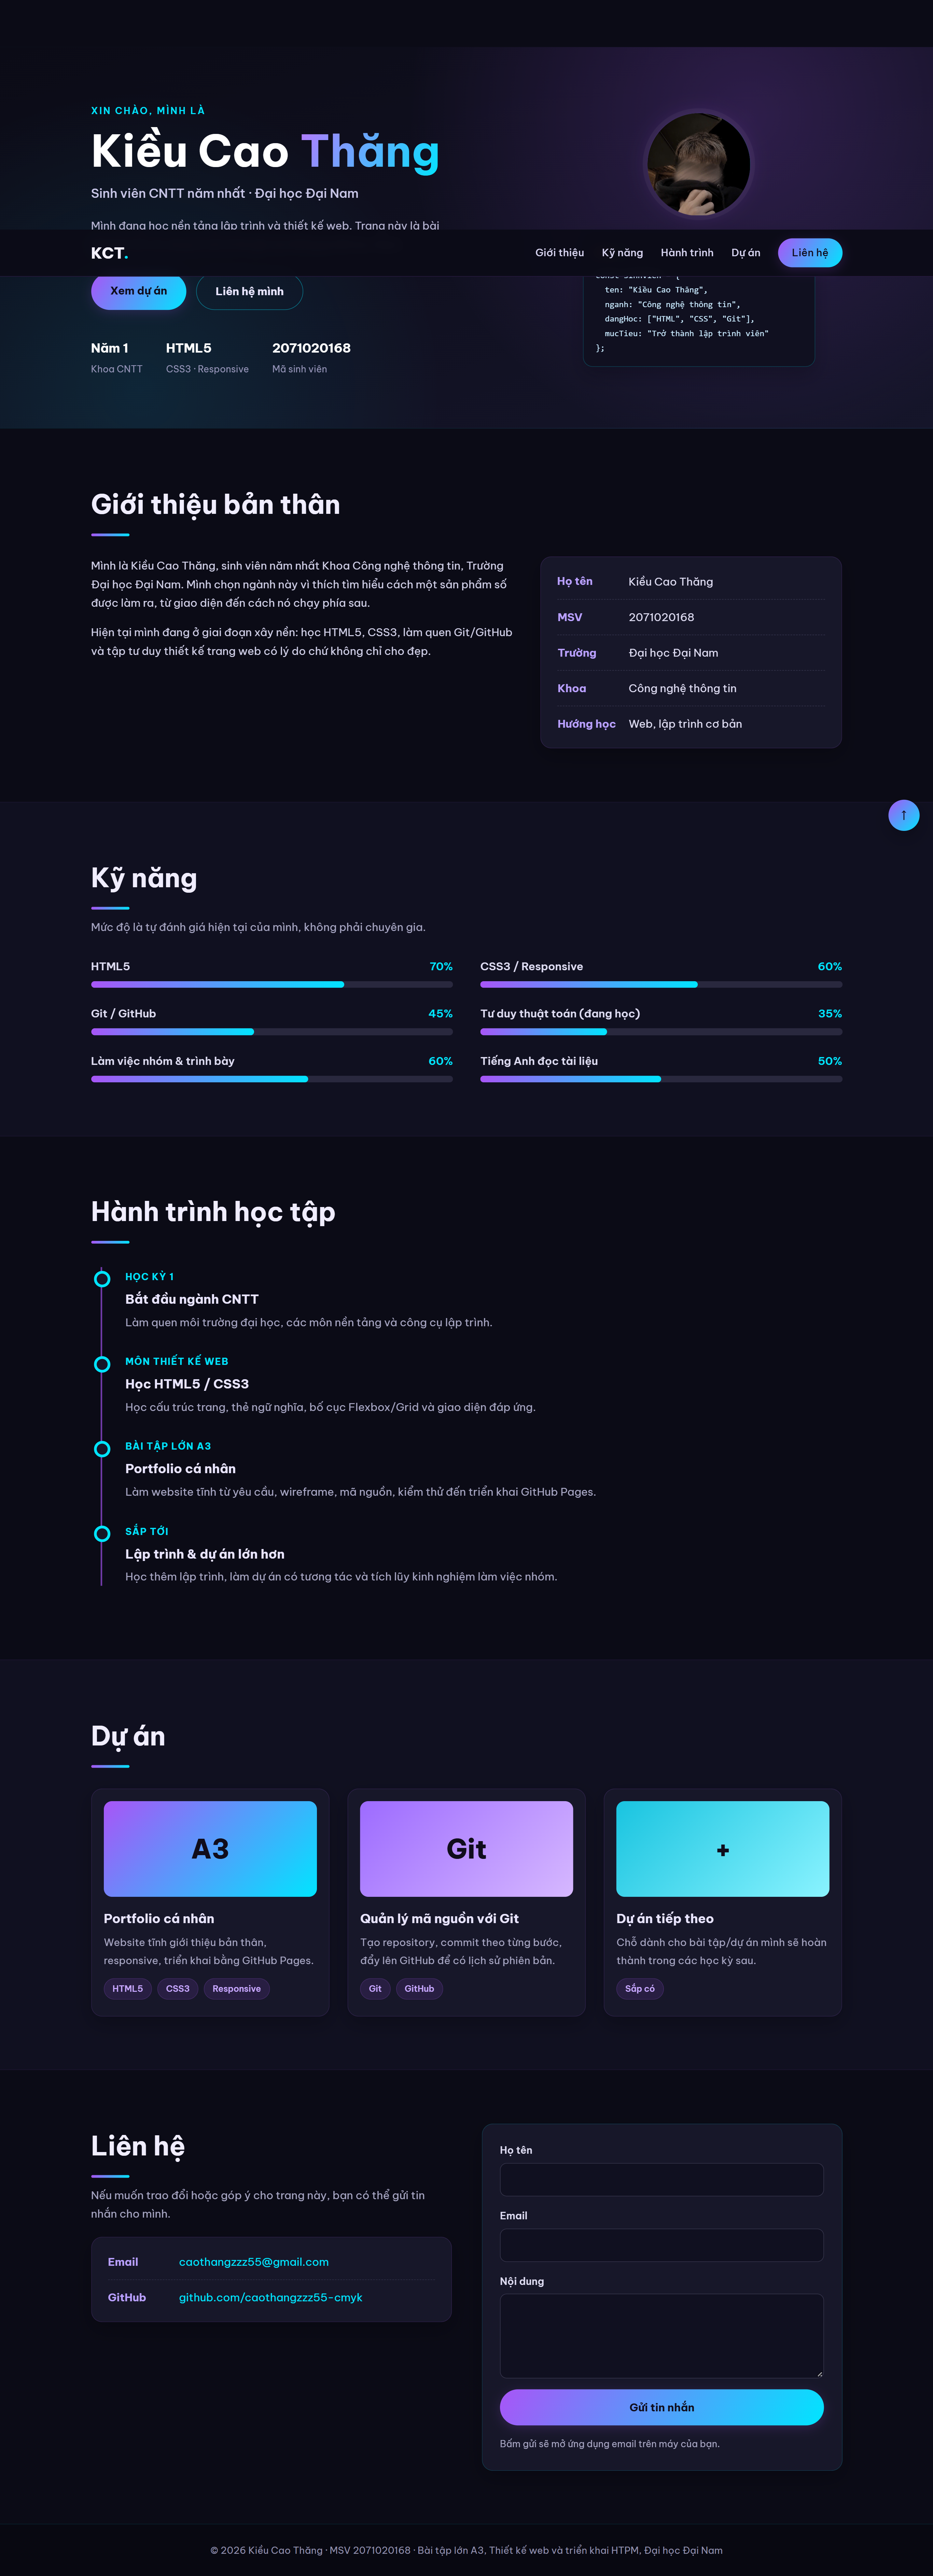 XIN CHÀO, MÌNH LÀ
Kiều Cao Thăng
Sinh viên CNTT năm nhất · Đại học Đại Nam
Mình đang học nền tảng lập trình và thiết kế web. Trang này là bài
KCT.
Giới thiệu
Kỹ năng
Hành trình
Dự án
Liên hệ
Xem dự án
Liên hệ mình
ten: "Kiều Cao Thăng",
nganh: "Công nghệ thông tin",
dangHoc: ["HTML", "CSS", "Git"],
mucTieu: "Trở thành lập trình viên"
};
Năm 1
Khoa CNTT
HTML5
CSS3 · Responsive
2071020168
Mã sinh viên
Giới thiệu bản thân
Mình là Kiều Cao Thăng, sinh viên năm nhất Khoa Công nghệ thông tin, Trường
Đại học Đại Nam. Mình chọn ngành này vì thích tìm hiểu cách một sản phẩm số
được làm ra, từ giao diện đến cách nó chạy phía sau.
Hiện tại mình đang ở giai đoạn xây nền: học HTML5, CSS3, làm quen Git/GitHub
và tập tư duy thiết kế trang web có lý do chứ không chỉ cho đẹp.
Họ tên Kiều Cao Thăng
MSV 2071020168
Trường Đại học Đại Nam
Khoa Công nghệ thông tin
Hướng học Web, lập trình cơ bản
↑
Kỹ năng
Mức độ là tự đánh giá hiện tại của mình, không phải chuyên gia.
HTML5 70%
CSS3 / Responsive 60%
Git / GitHub 45%
Tư duy thuật toán (đang học) 35%
Làm việc nhóm & trình bày 60%
Tiếng Anh đọc tài liệu 50%
Hành trình học tập
HỌC KỲ 1
Bắt đầu ngành CNTT
Làm quen môi trường đại học, các môn nền tảng và công cụ lập trình.
MÔN THIẾT KẾ WEB
Học HTML5 / CSS3
Học cấu trúc trang, thẻ ngữ nghĩa, bố cục Flexbox/Grid và giao diện đáp ứng.
BÀI TẬP LỚN A3
Portfolio cá nhân
Làm website tĩnh từ yêu cầu, wireframe, mã nguồn, kiểm thử đến triển khai GitHub Pages.
SẮP TỚI
Lập trình & dự án lớn hơn
Học thêm lập trình, làm dự án có tương tác và tích lũy kinh nghiệm làm việc nhóm.
Dự án
A3
Portfolio cá nhân
Website tĩnh giới thiệu bản thân,
responsive, triển khai bằng GitHub Pages.
HTML5 CSS3 Responsive
Git
Quản lý mã nguồn với Git
Tạo repository, commit theo từng bước,
đẩy lên GitHub để có lịch sử phiên bản.
Git GitHub
+
Dự án tiếp theo
Chỗ dành cho bài tập/dự án mình sẽ hoàn
thành trong các học kỳ sau.
Sắp có
Liên hệ
Nếu muốn trao đổi hoặc góp ý cho trang này, bạn có thể gửi tin
nhắn cho mình.
Email caothangzzz55@gmail.com
GitHub github.com/caothangzzz55-cmyk
Họ tên
Email
Nội dung
Gửi tin nhắn
Bấm gửi sẽ mở ứng dụng email trên máy của bạn.
© 2026 Kiều Cao Thăng · MSV 2071020168 · Bài tập lớn A3, Thiết kế web và triển khai HTPM, Đại học Đại Nam